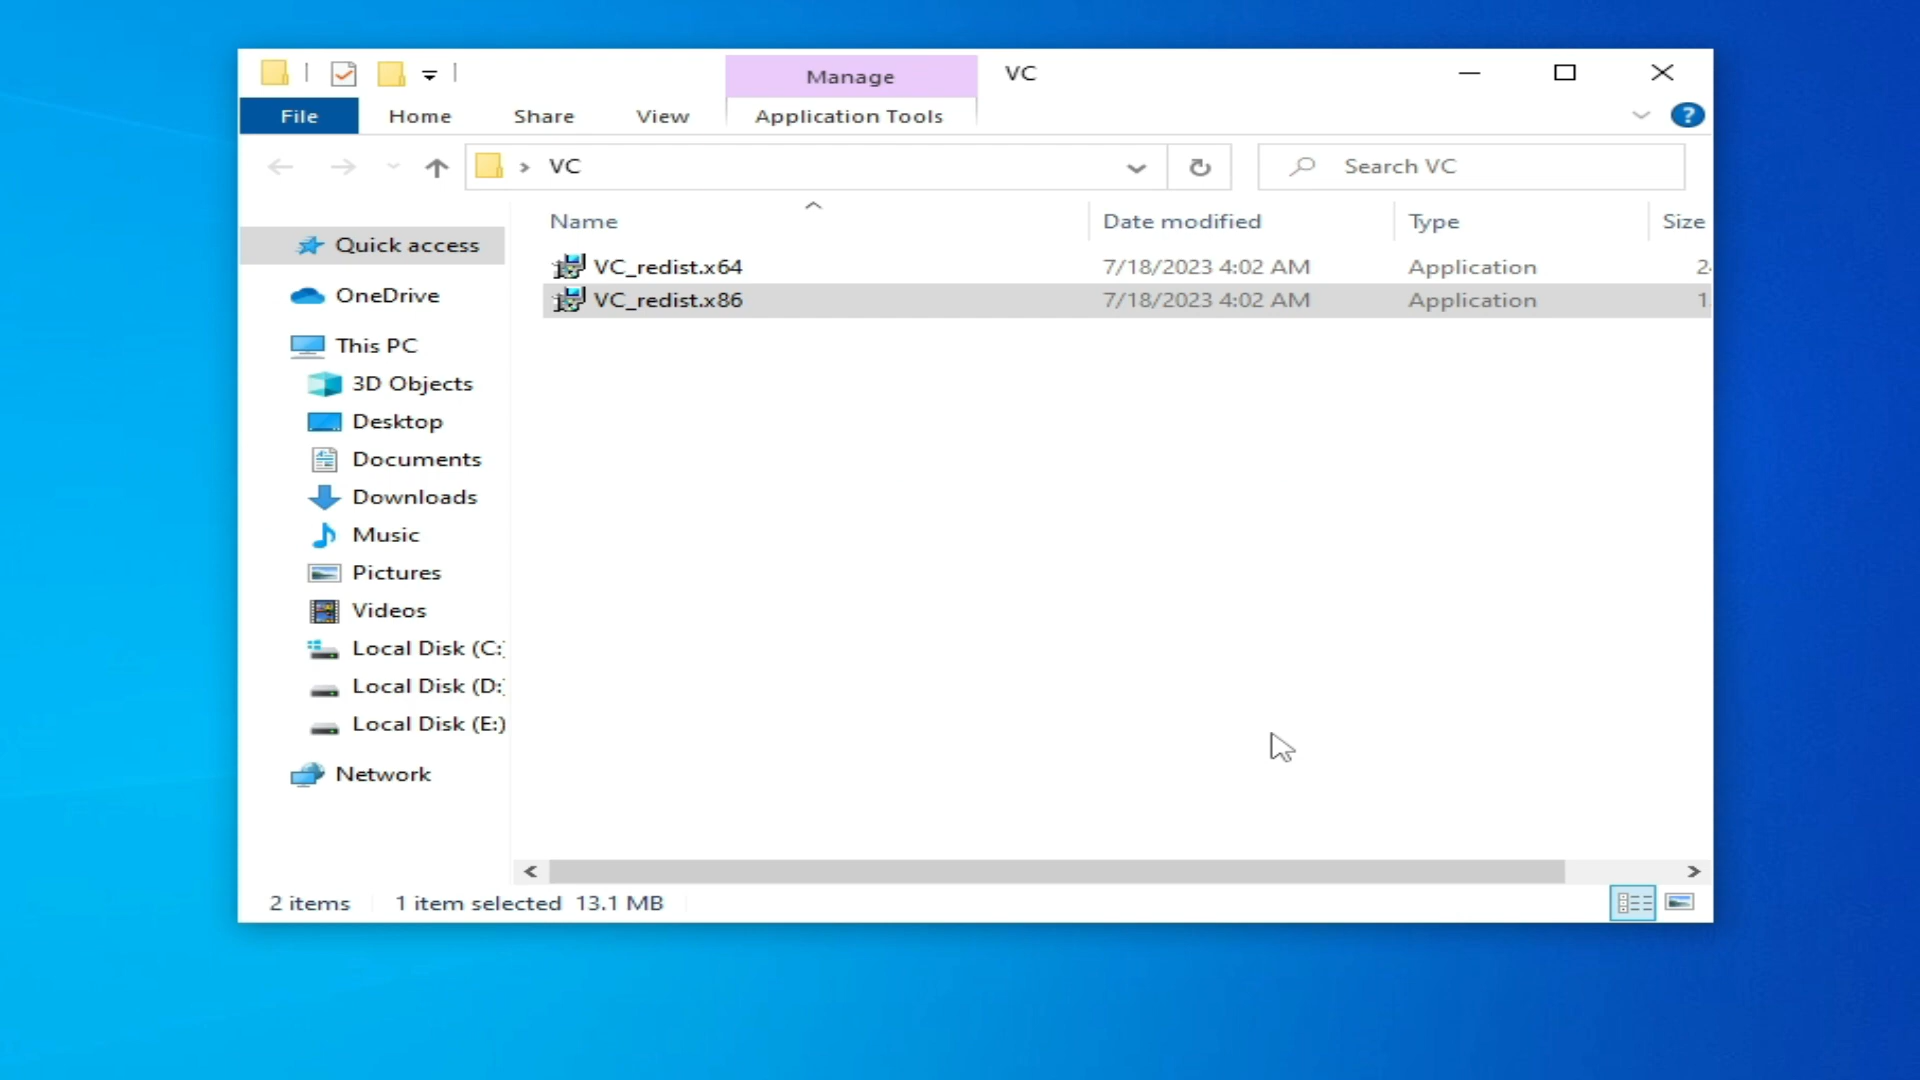 Manage VC
File Home Share View Application Tools ?
VC Search VC
Name Date modified Type Size
VC_redist.x64 7/18/2023 4:02 AM Application 2
VC_redist.x86 7/18/2023 4:02 AM Application 1
Quick access
OneDrive
This PC
3D Objects
Desktop
Documents
Downloads
Music
Pictures
Videos
Local Disk (C:
Local Disk (D:
Local Disk (E:)
Network
2 items 1 item selected 13.1 MB